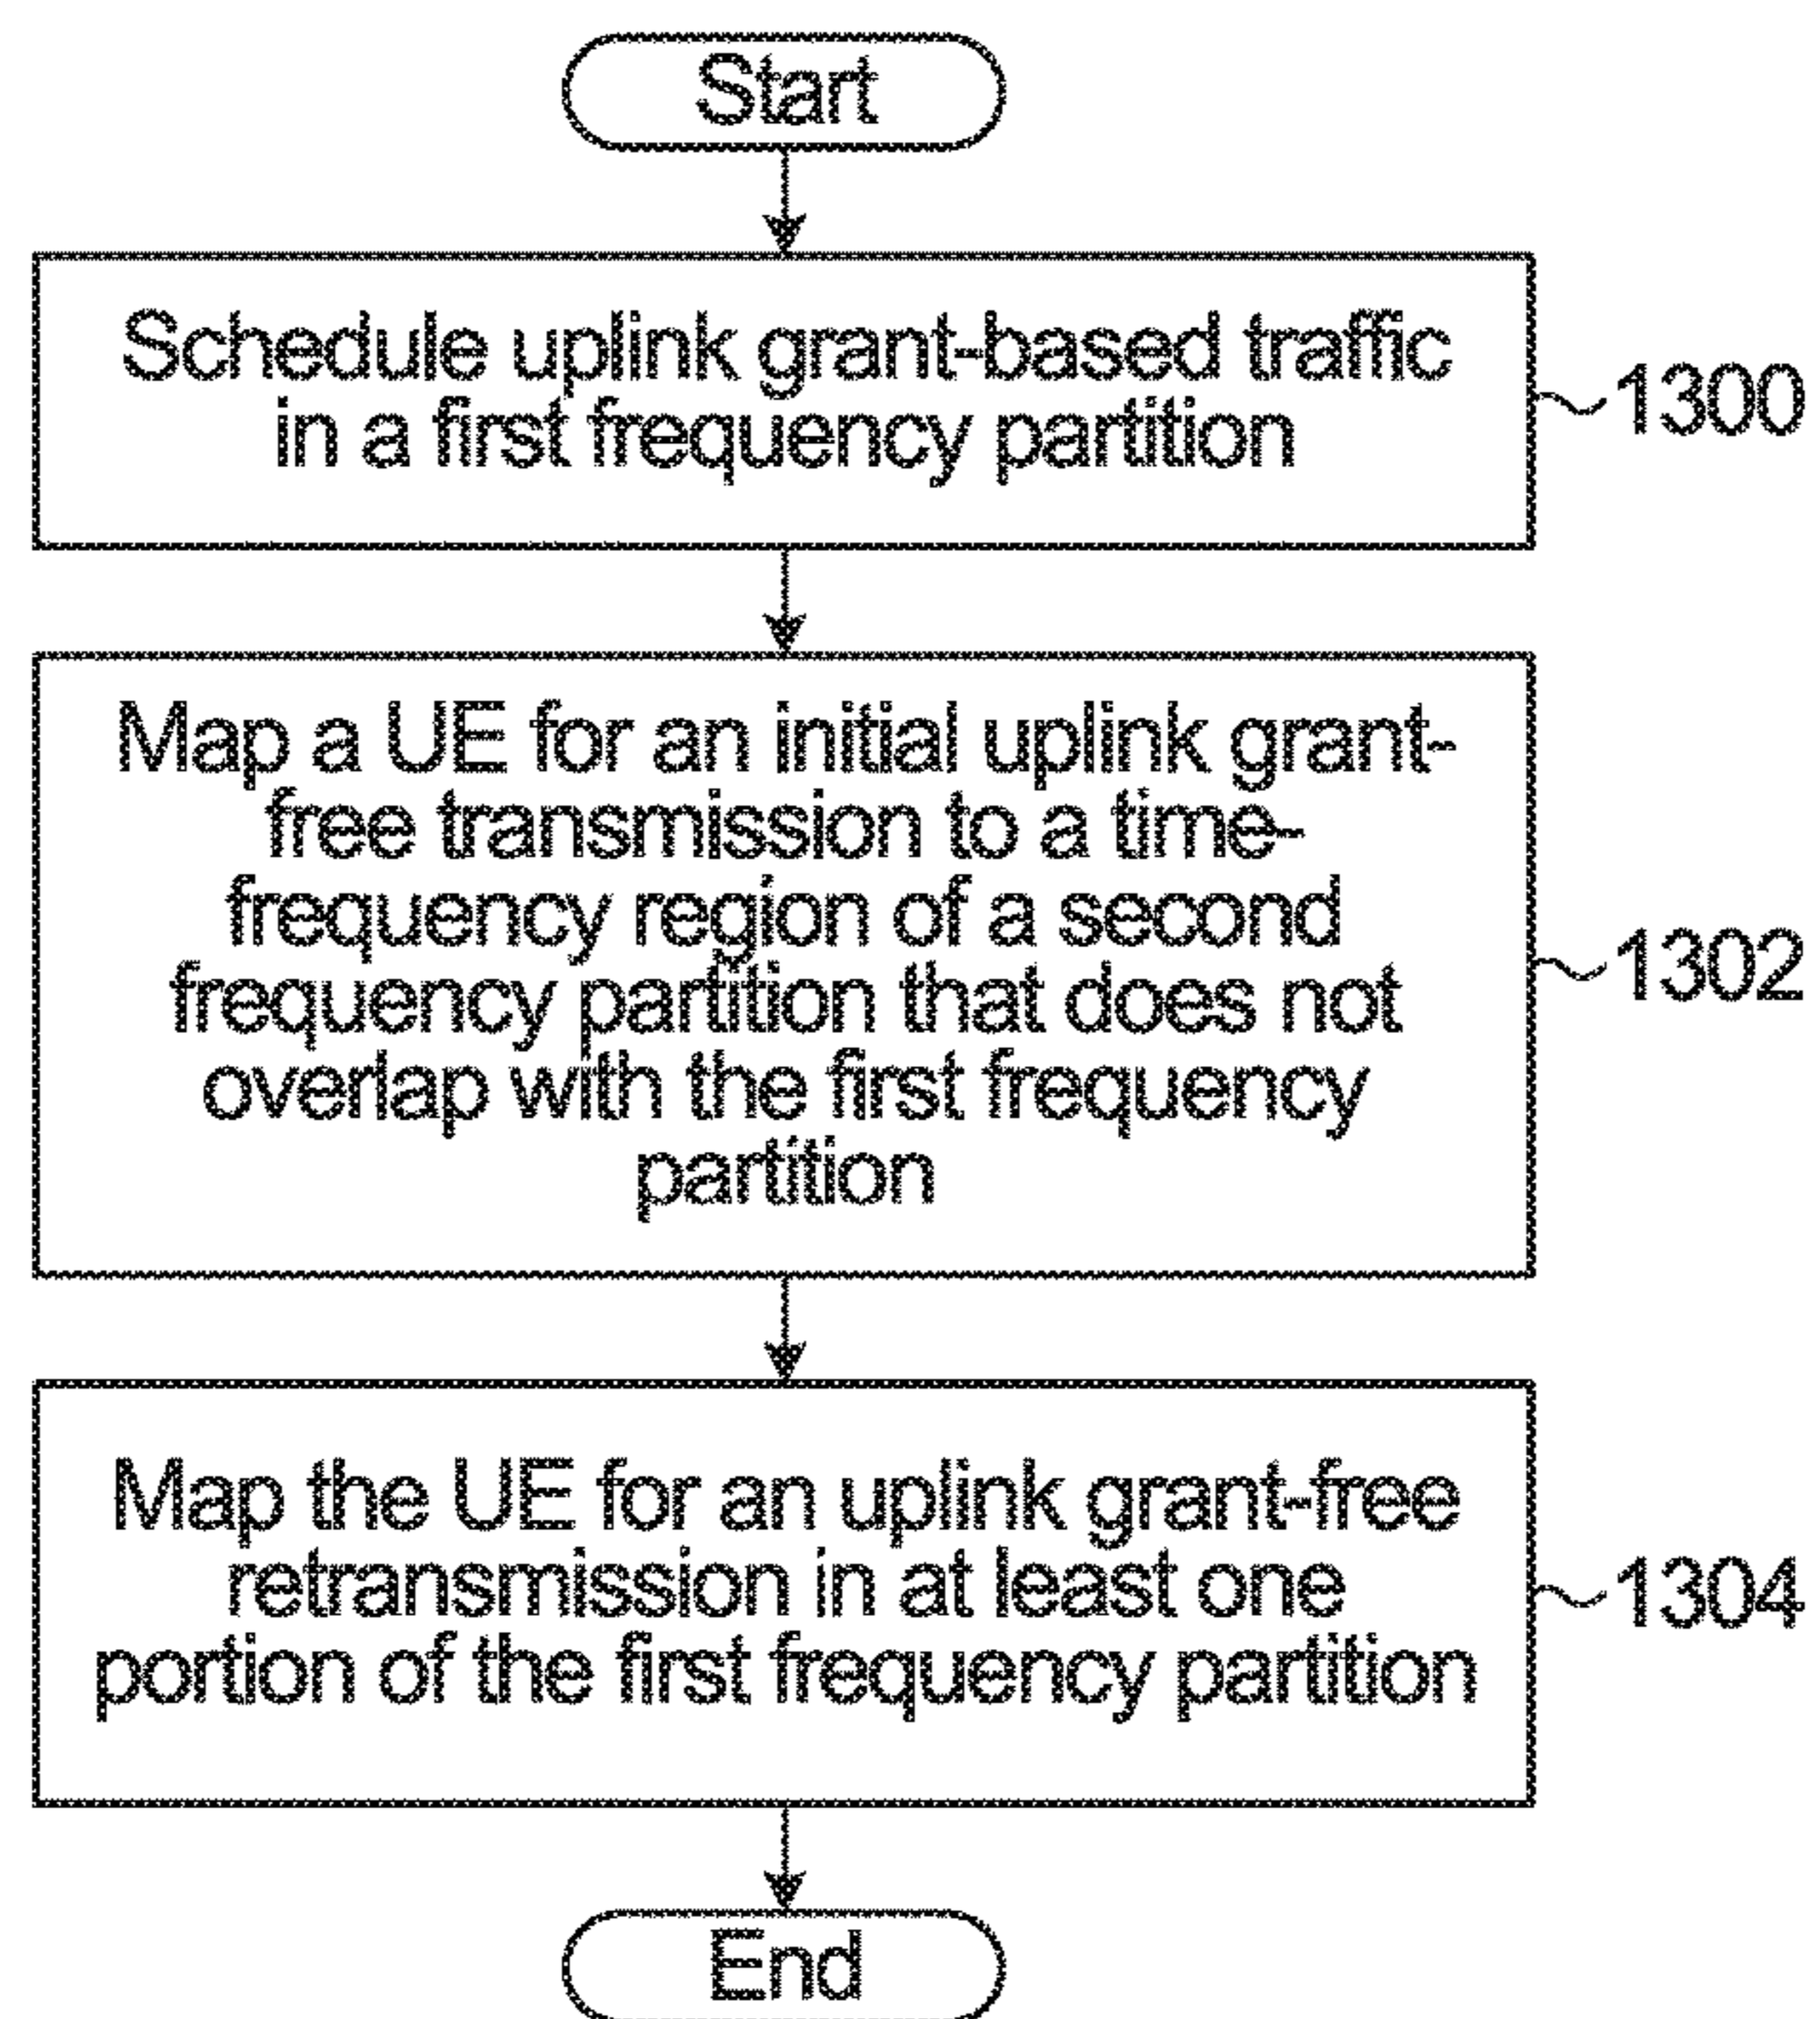 Start
Schedule uplink grant-based traffic
in a first frequency partition
1300
Map a UE for an initial uplink grant-
free transmission to a time-
frequency region of a second
frequency partition that does not
overlap with the first frequency
partition
1302
Map the UE for an uplink grant-free
retransmission in at least one
portion of the first frequency partition
1304
End